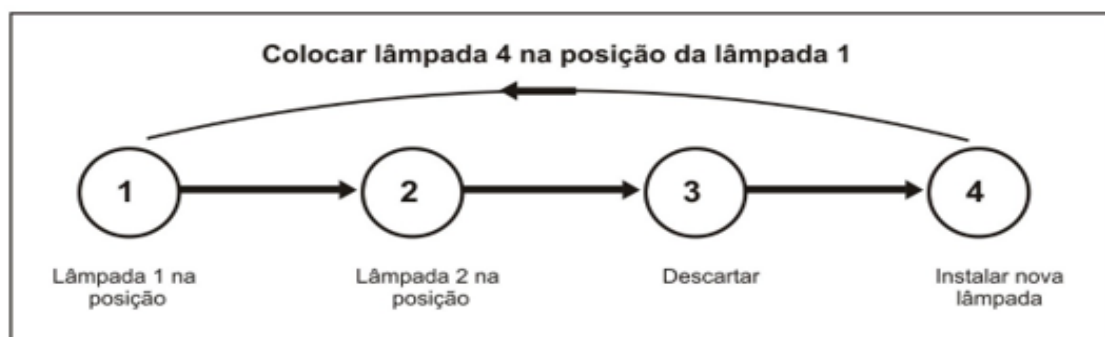 Colocar lâmpada 4 na posição da lâmpada 1
1
2
3
4
Lâmpada 1 na
posição
Lâmpada 2 na
posição
Descartar
Instalar nova
lâmpada